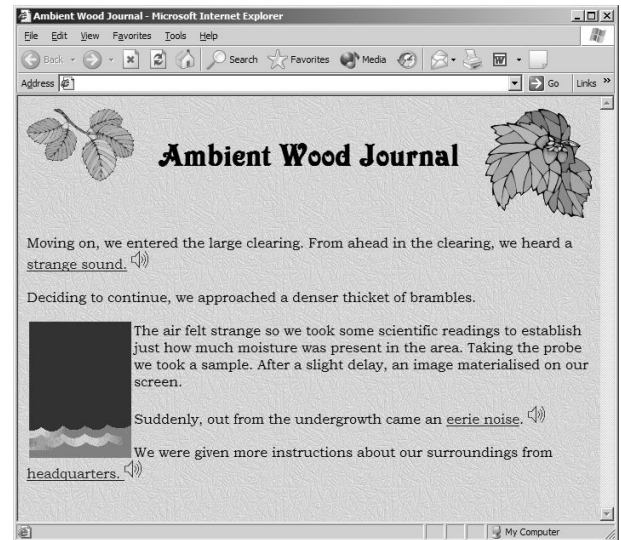 Ambient Wood Journal - Microsoft Internet Explorer
File Edit View Favorites Tools Help
Back Search Favorites Media
Address Go Links »
Ambient Wood Journal
Moving on, we entered the large clearing. From ahead in the clearing, we heard a
strange sound.
Deciding to continue, we approached a denser thicket of brambles.
The air felt strange so we took some scientific readings to establish
just how much moisture was present in the area. Taking the probe
we took a sample. After a slight delay, an image materialised on our
screen.
Suddenly, out from the undergrowth came an eerie noise.
We were given more instructions about our surroundings from
headquarters.
My Computer